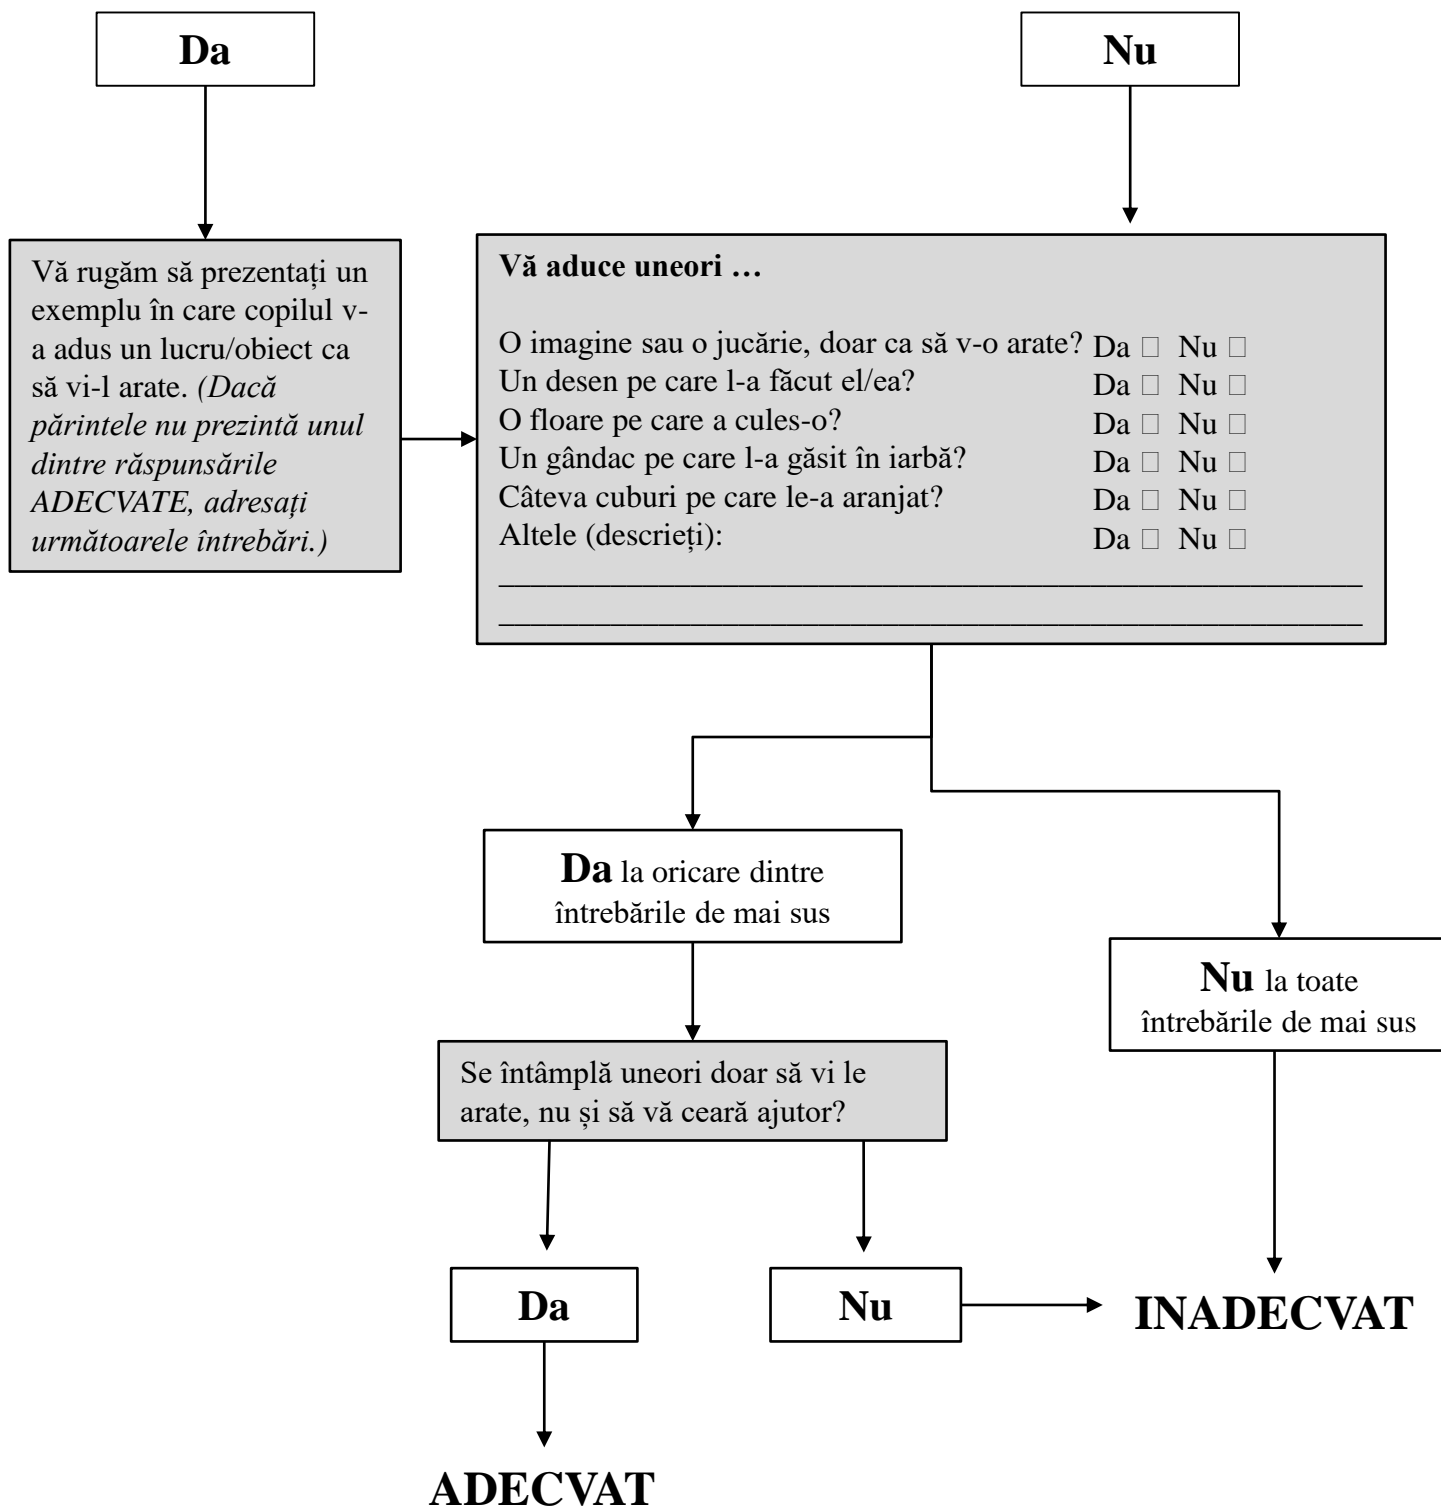 Da
Nu
Vă rugăm să prezentați un
exemplu în care copilul v-
a adus un lucru/obiect ca
să vi-l arate. (Dacă
părintele nu prezintă unul
dintre răspunsările
ADECVATE, adresați
următoarele întrebări.)
Vă aduce uneori …
O imagine sau o jucărie, doar ca să v-o arate? Da □ Nu □
Un desen pe care l-a făcut el/ea? Da □ Nu □
O floare pe care a cules-o? Da □ Nu □
Un gândac pe care l-a găsit în iarbă? Da □ Nu □
Câteva cuburi pe care le-a aranjat? Da □ Nu □
Altele (descrieți): Da □ Nu □
Da la oricare dintre
întrebările de mai sus
Nu la toate
întrebările de mai sus
Se întâmplă uneori doar să vi le
arate, nu și să vă ceară ajutor?
Da
Nu
INADECVAT
ADECVAT